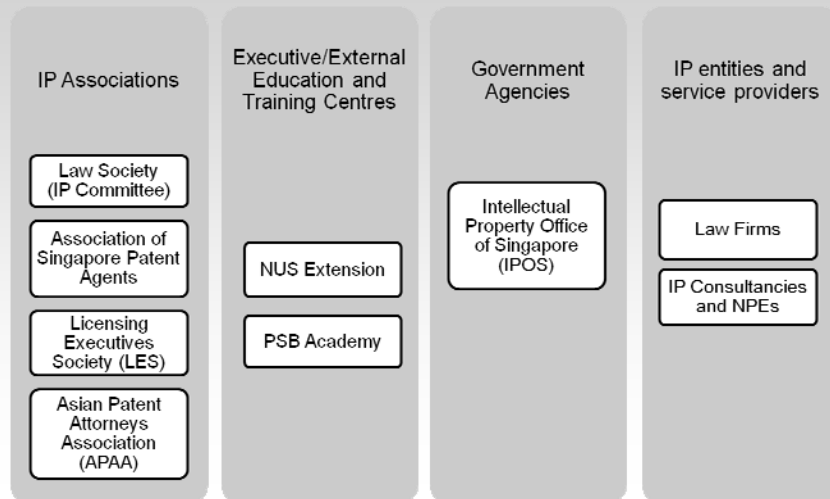 IP Associations
Law Society
(IP Committee)
Association of
Singapore Patent
Agents
Licensing
Executives
Society (LES)
Asian Patent
Attorneys
Association
(APAA)
Executive/External
Education and
Training Centres
NUS Extension
PSB Academy
Government
Agencies
Intellectual
Property Office
of Singapore
(IPOS)
IP entities and
service providers
Law Firms
IP Consultancies
and NPEs